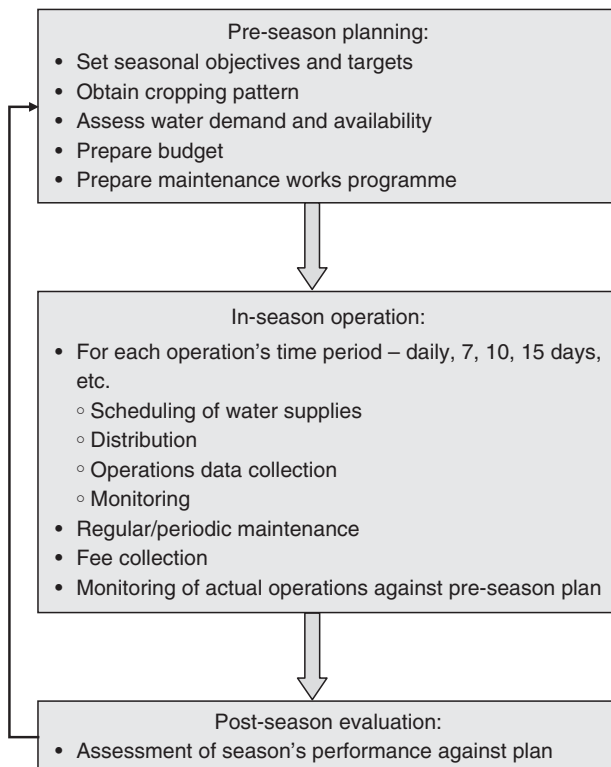 Pre-season planning:
• Set seasonal objectives and targets
• Obtain cropping pattern
• Assess water demand and availability
• Prepare budget
• Prepare maintenance works programme
In-season operation:
• For each operation’s time period – daily, 7, 10, 15 days,
etc.
○ Scheduling of water supplies
○ Distribution
○ Operations data collection
○ Monitoring
• Regular/periodic maintenance
• Fee collection
• Monitoring of actual operations against pre-season plan
Post-season evaluation:
• Assessment of season’s performance against plan